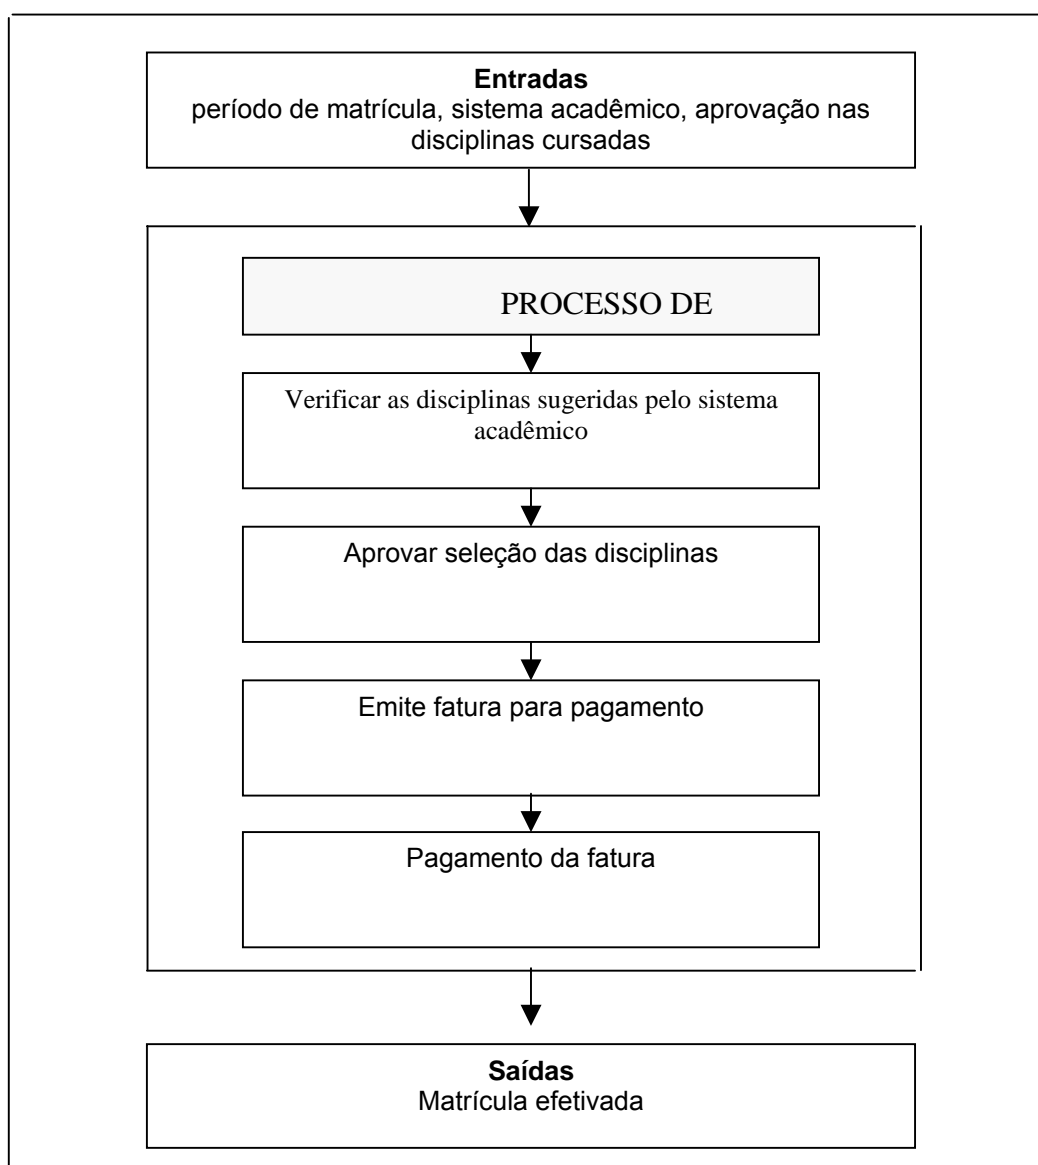 Entradas
período de matrícula, sistema acadêmico, aprovação nas
disciplinas cursadas
PROCESSO DE
Verificar as disciplinas sugeridas pelo sistema
acadêmico
Aprovar seleção das disciplinas
Emite fatura para pagamento
Pagamento da fatura
Saídas
Matrícula efetivada